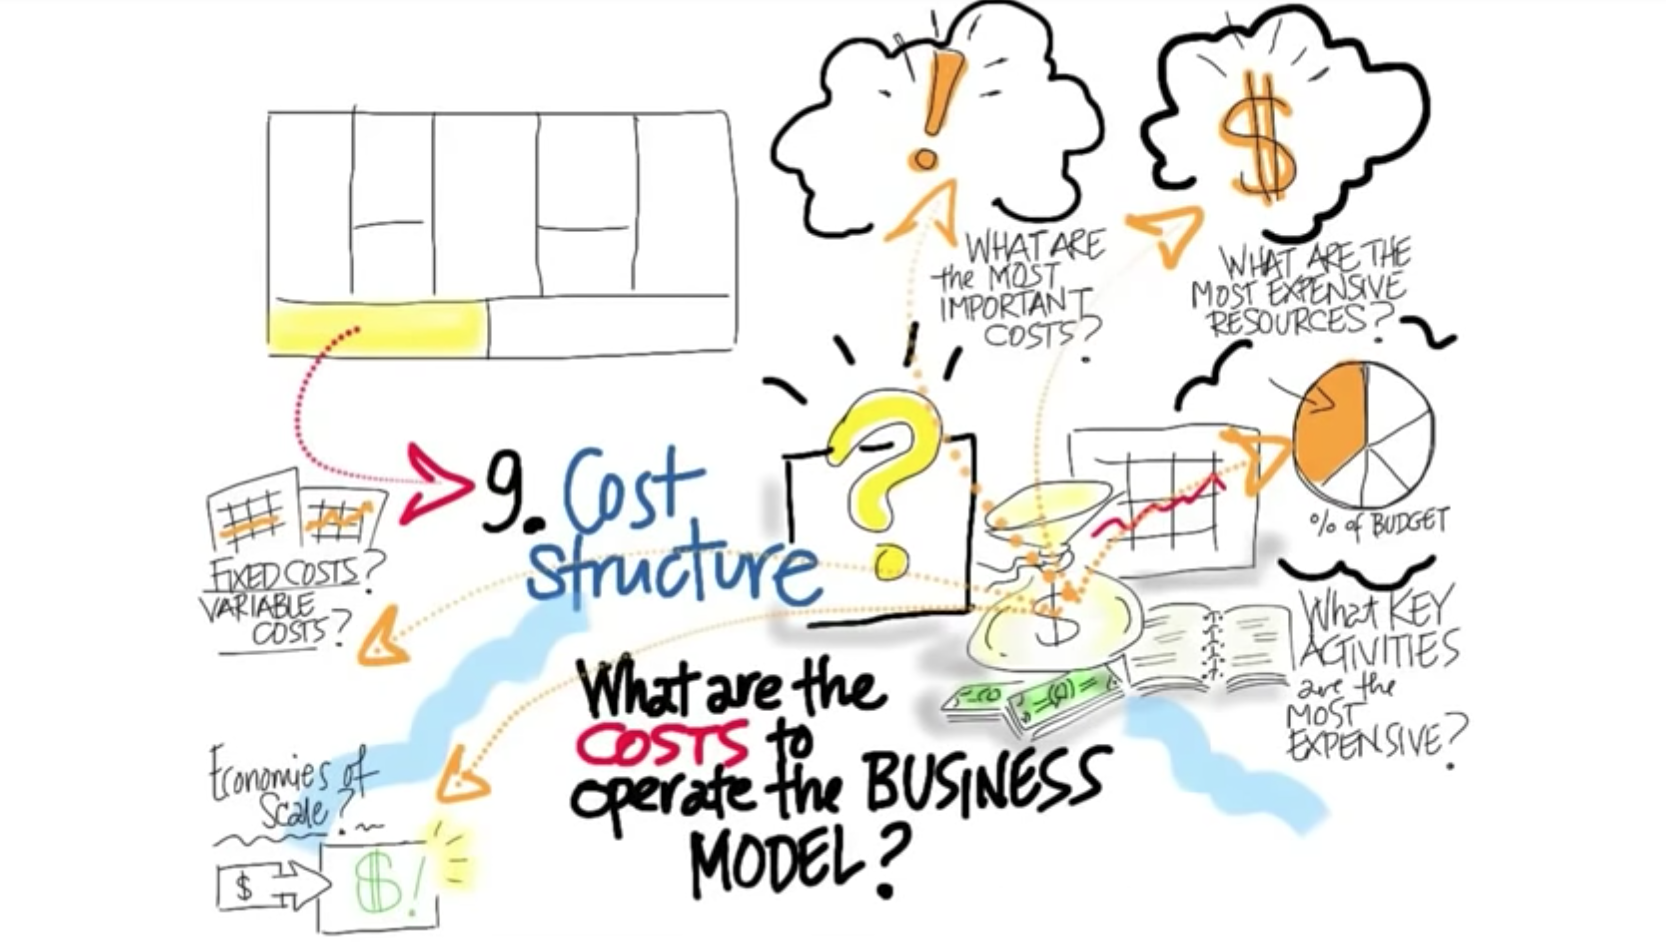 WHAT ARE
the MOST
IMPORTANT
COSTS?
WHAT ARE THE
MOST EXPENSIVE
RESOURCES?
9. Cost
structure
% of BUDGET
FIXED COSTS?
VARIABLE
COSTS?
What KEY
ACTIVITIES
are the
MOST
EXPENSIVE?
What are the
COSTS to
operate the BUSINESS
MODEL?
Economies of
Scale?
$
$!
$
$